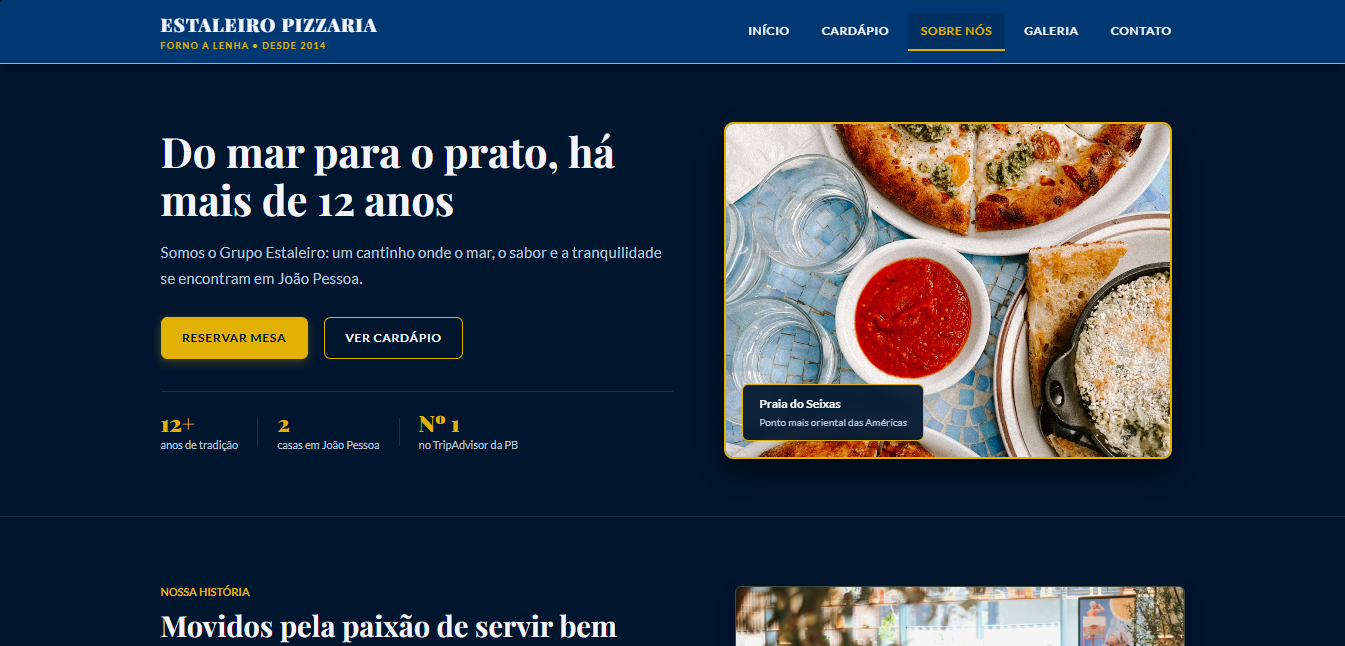 ESTALEIRO PIZZARIA
FORNO A LENHA • DESDE 2014
INÍCIO
CARDÁPIO
SOBRE NÓS
GALERIA
CONTATO
Do mar para o prato, há
mais de 12 anos
Somos o Grupo Estaleiro: um cantinho onde o mar, o sabor e a tranquilidade
se encontram em João Pessoa.
RESERVAR MESA
VER CARDÁPIO
12+
anos de tradição
2
casas em João Pessoa
Nº 1
no TripAdvisor da PB
Praia do Seixas
Ponto mais oriental das Américas
NOSSA HISTÓRIA
Movidos pela paixão de servir bem